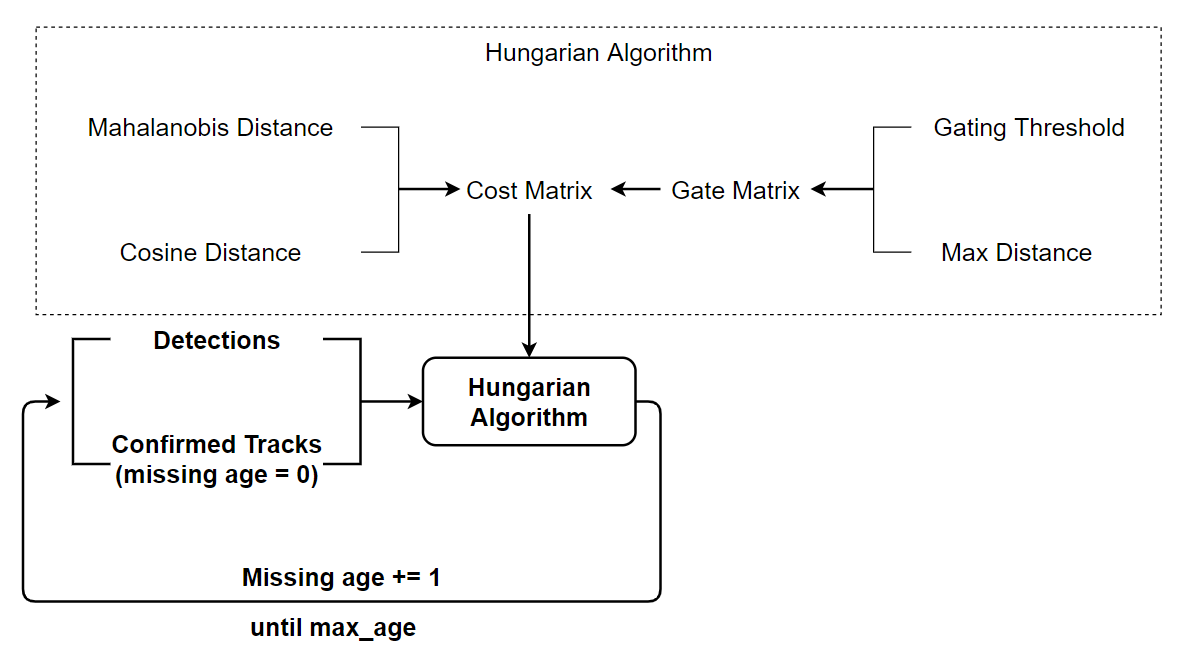 Hungarian Algorithm
Mahalanobis Distance
Gating Threshold
Cost Matrix
Gate Matrix
Cosine Distance
Max Distance
Detections
Hungarian
Algorithm
Confirmed Tracks
(missing age = 0)
Missing age += 1
until max_age